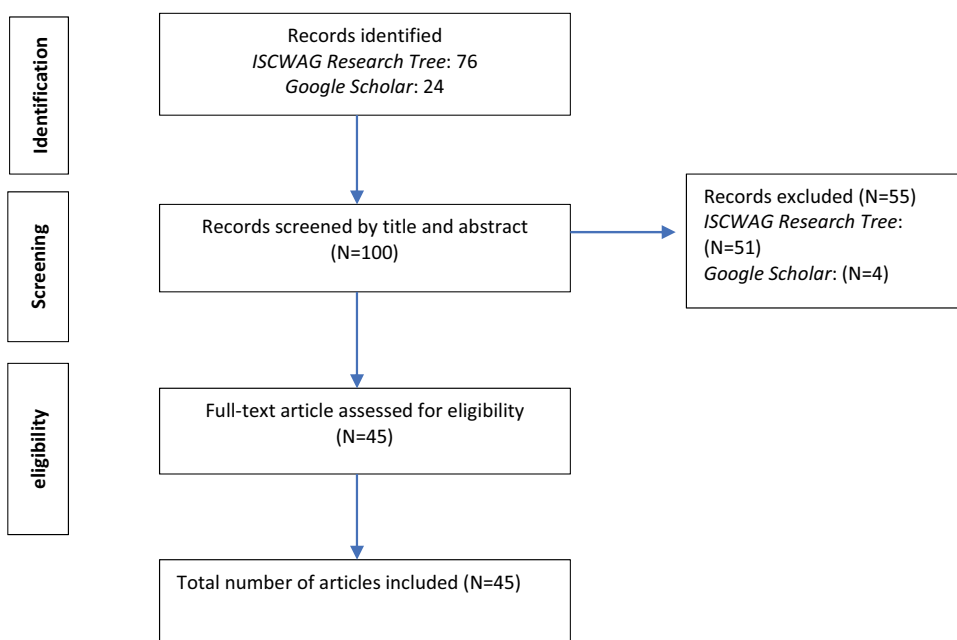 Identification
Records identified
ISCWAG Research Tree: 76
Google Scholar: 24
Screening
Records screened by title and abstract
(N=100)
Records excluded (N=55)
ISCWAG Research Tree:
(N=51)
Google Scholar: (N=4)
eligibility
Full-text article assessed for eligibility
(N=45)
Total number of articles included (N=45)